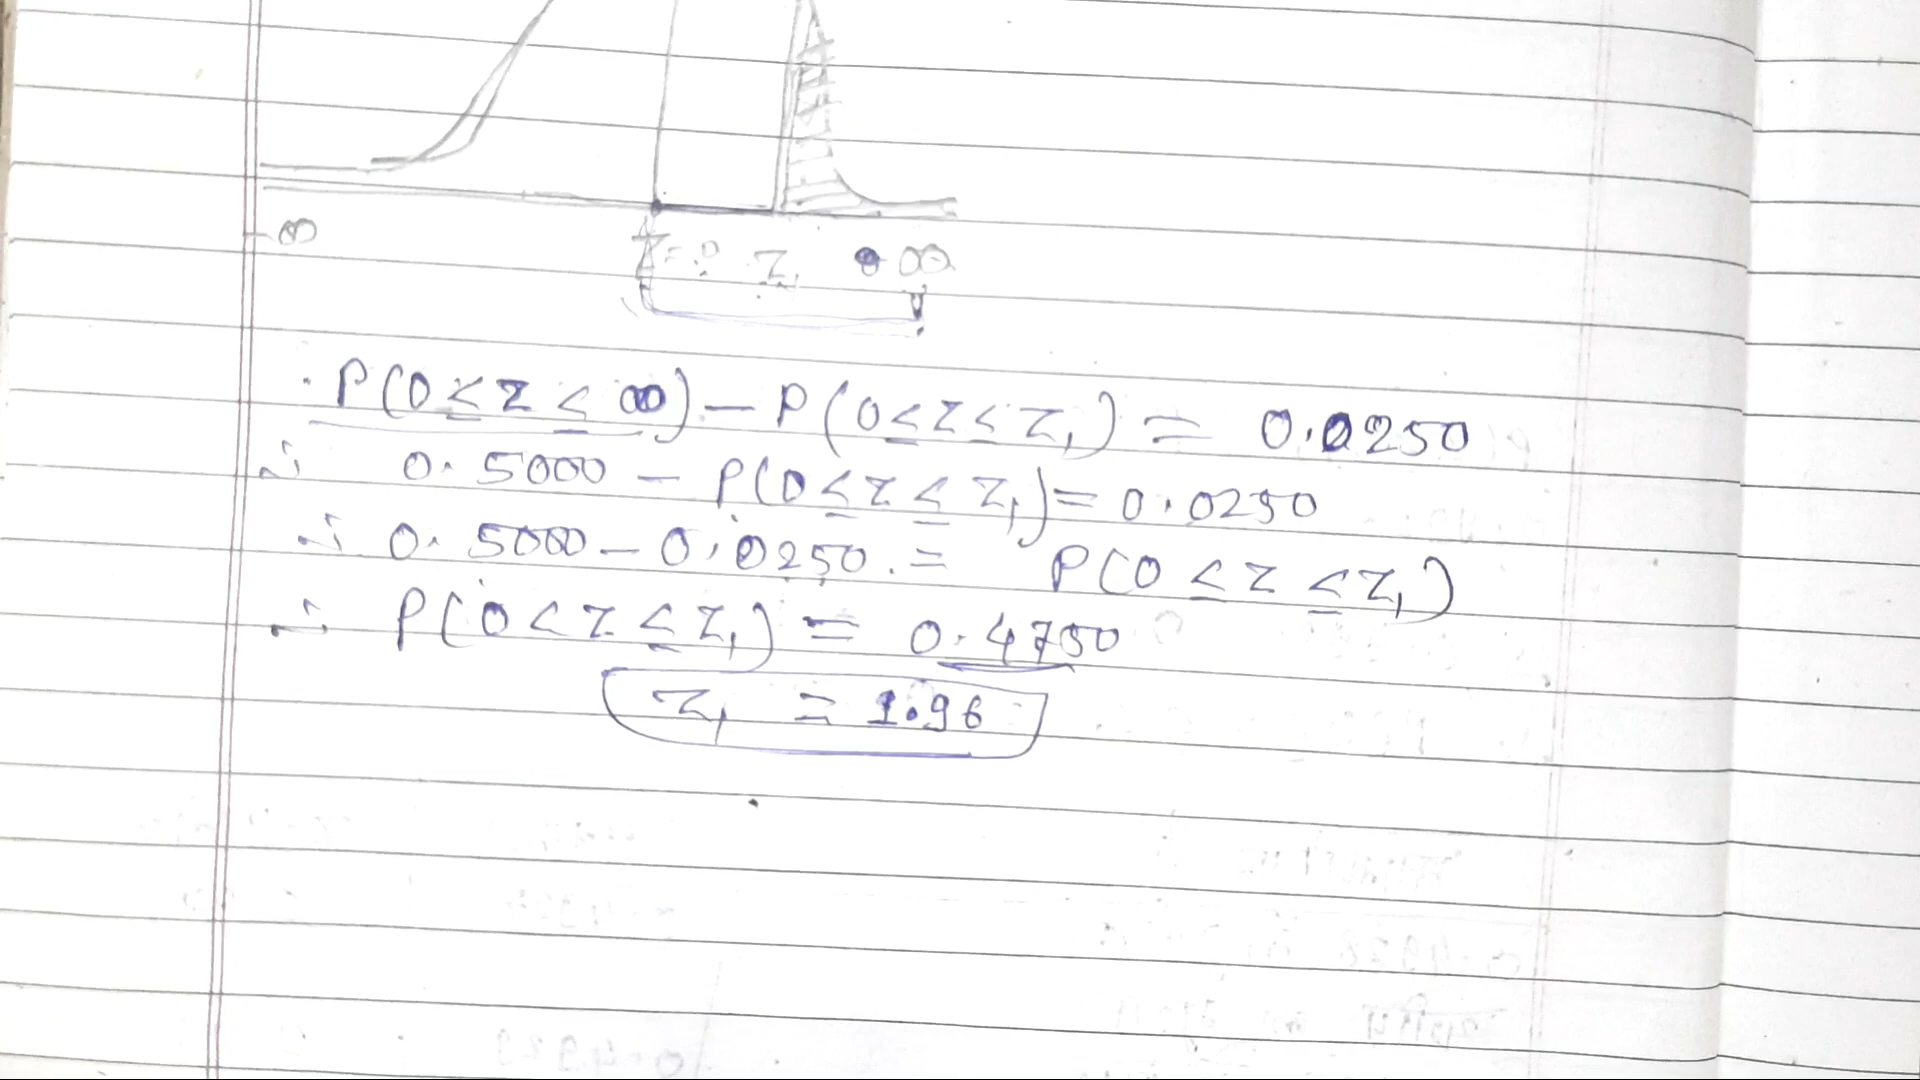 -∞ Z=0 Z₁ ∞
P(0≤z≤∞) – P(0≤z≤z₁) = 0.0250
∴ 0.5000 – P(0≤z≤z₁) = 0.0250
∴ 0.5000 – 0.0250 = P(0≤z≤z₁)
∴ P(0<z≤z₁) = 0.4750
z₁ = 1.96